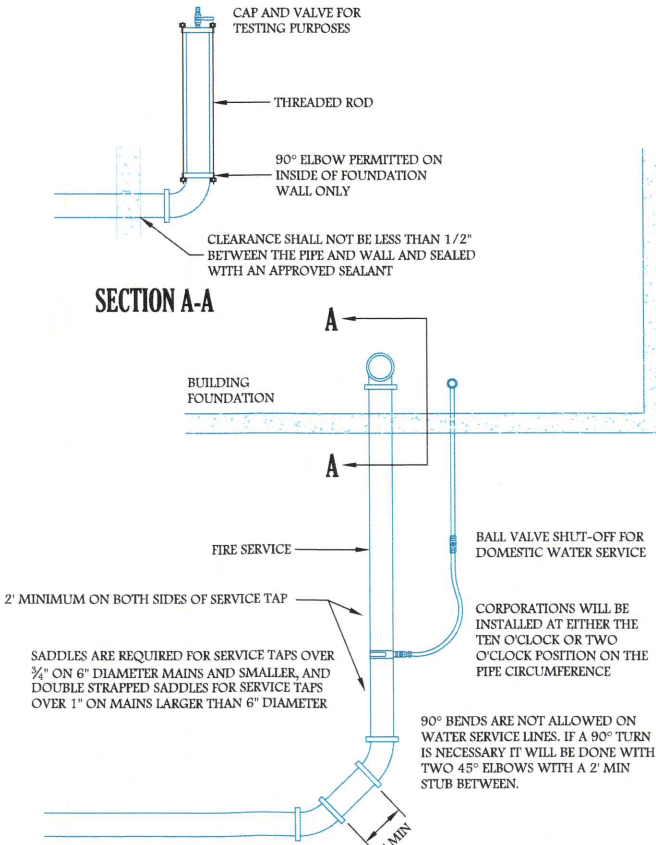 CAP AND VALVE FOR
TESTING PURPOSES
THREADED ROD
90° ELBOW PERMITTED ON
INSIDE OF FOUNDATION
WALL ONLY
CLEARANCE SHALL NOT BE LESS THAN 1/2"
BETWEEN THE PIPE AND WALL AND SEALED
WITH AN APPROVED SEALANT
SECTION A-A
A
BUILDING
FOUNDATION
A
FIRE SERVICE
BALL VALVE SHUT-OFF FOR
DOMESTIC WATER SERVICE
2' MINIMUM ON BOTH SIDES OF SERVICE TAP
CORPORATIONS WILL BE
INSTALLED AT EITHER THE
TEN O'CLOCK OR TWO
O'CLOCK POSITION ON THE
PIPE CIRCUMFERENCE
SADDLES ARE REQUIRED FOR SERVICE TAPS OVER
¾" ON 6" DIAMETER MAINS AND SMALLER, AND
DOUBLE STRAPPED SADDLES FOR SERVICE TAPS
OVER 1" ON MAINS LARGER THAN 6" DIAMETER
90° BENDS ARE NOT ALLOWED ON
WATER SERVICE LINES. IF A 90° TURN
IS NECESSARY IT WILL BE DONE WITH
TWO 45° ELBOWS WITH A 2' MIN
STUB BETWEEN.
MIN